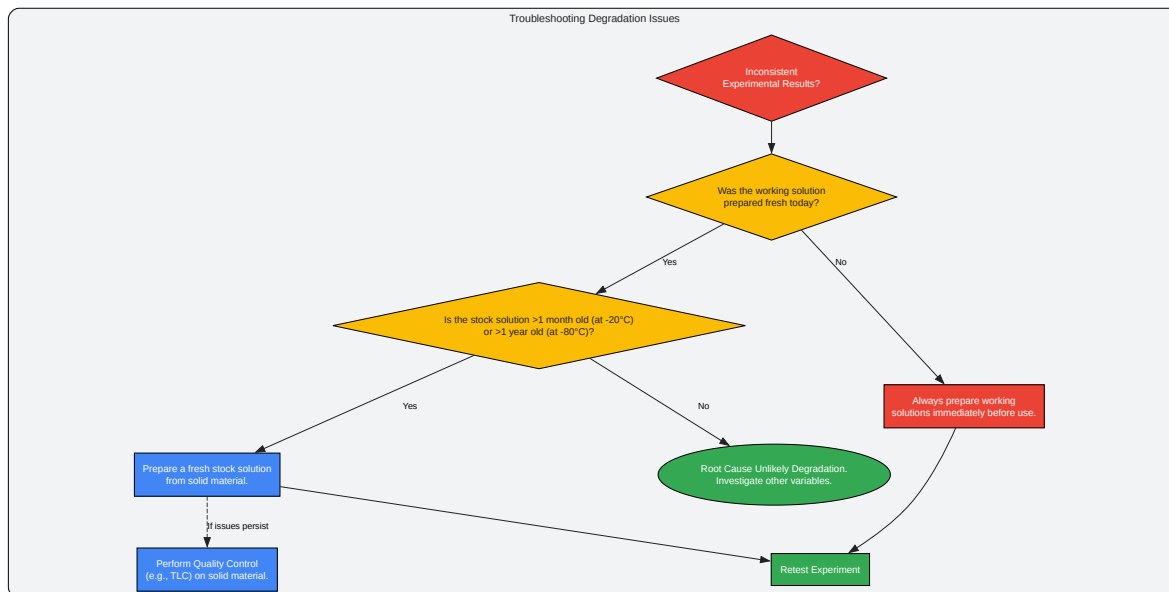 Troubleshooting Degradation Issues
Inconsistent
Experimental Results?
Was the working solution
prepared fresh today?
Yes
No
Is the stock solution >1 month old (at -20°C)
or >1 year old (at -80°C)?
Yes
No
Always prepare working
solutions immediately before use.
Prepare a fresh stock solution
from solid material.
Root Cause Unlikely Degradation.
Investigate other variables.
If issues persist
Perform Quality Control
(e.g., TLC) on solid material.
Retest Experiment